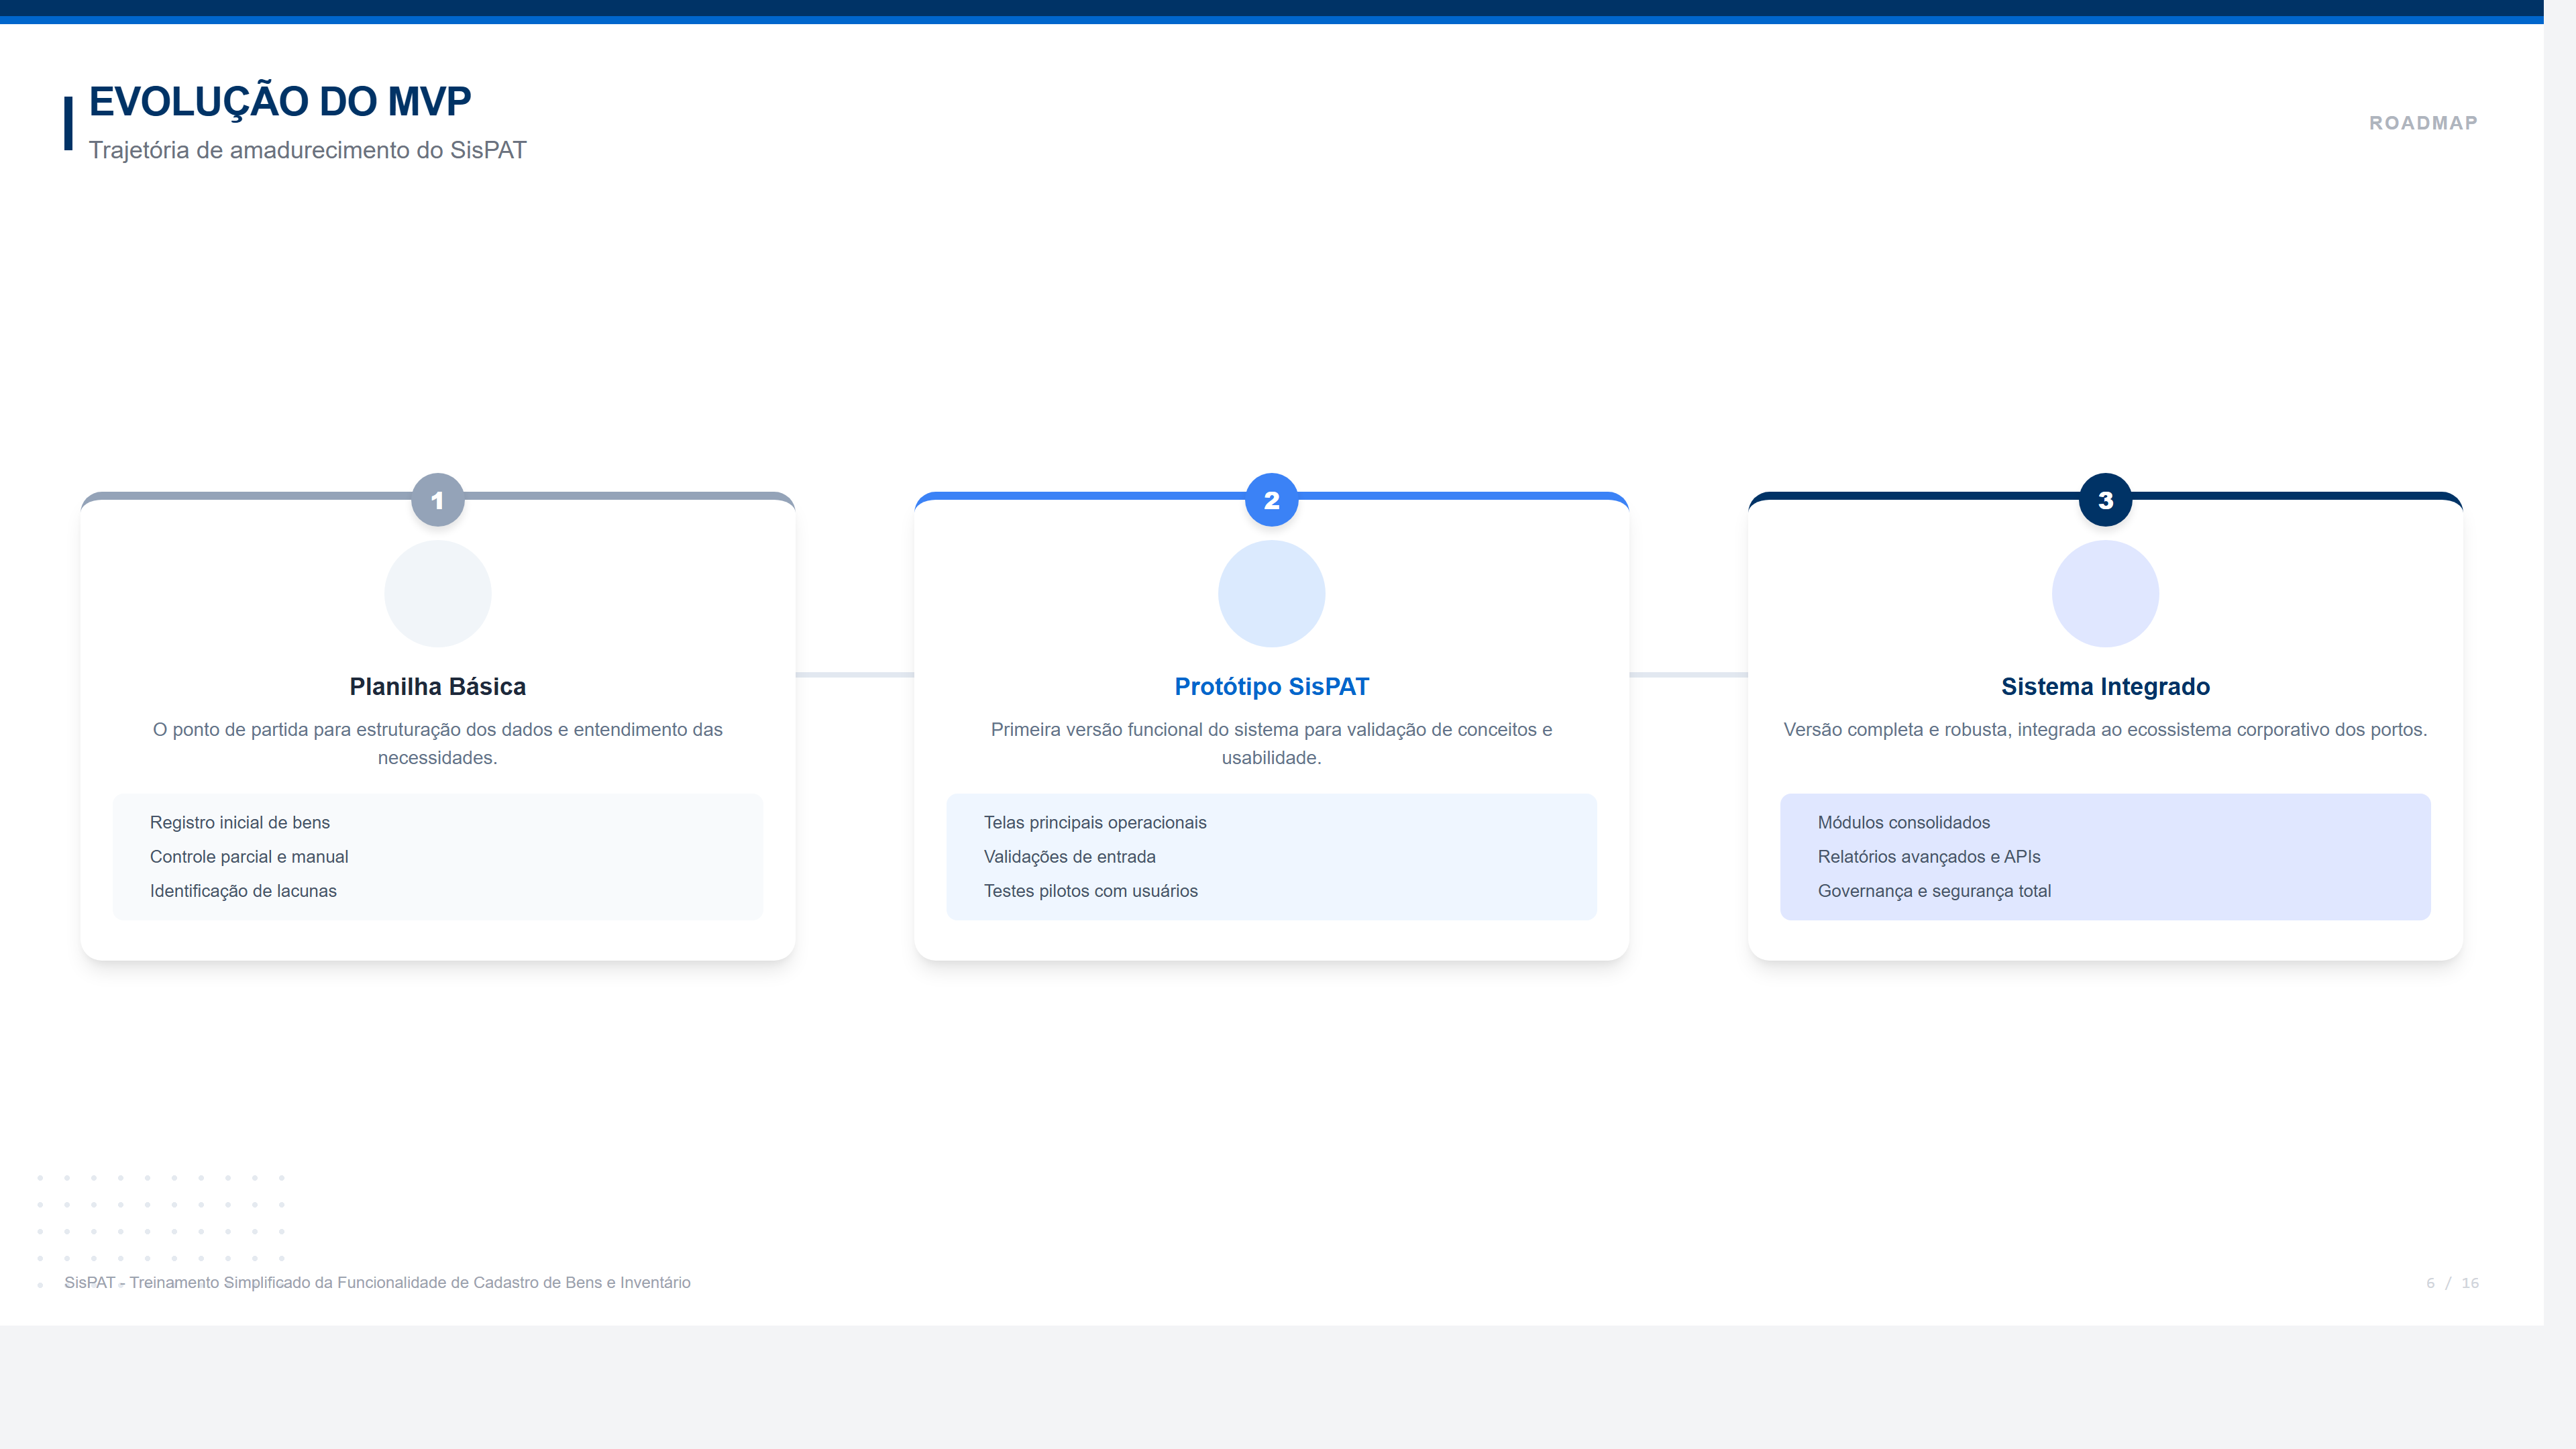 EVOLUÇÃO DO MVP
Trajetória de amadurecimento do SisPAT
ROADMAP
1
Planilha Básica
O ponto de partida para estruturação dos dados e entendimento das
necessidades.
Registro inicial de bens
Controle parcial e manual
Identificação de lacunas
2
Protótipo SisPAT
Primeira versão funcional do sistema para validação de conceitos e
usabilidade.
Telas principais operacionais
Validações de entrada
Testes pilotos com usuários
3
Sistema Integrado
Versão completa e robusta, integrada ao ecossistema corporativo dos portos.
Módulos consolidados
Relatórios avançados e APIs
Governança e segurança total
SisPAT - Treinamento Simplificado da Funcionalidade de Cadastro de Bens e Inventário
6 / 16